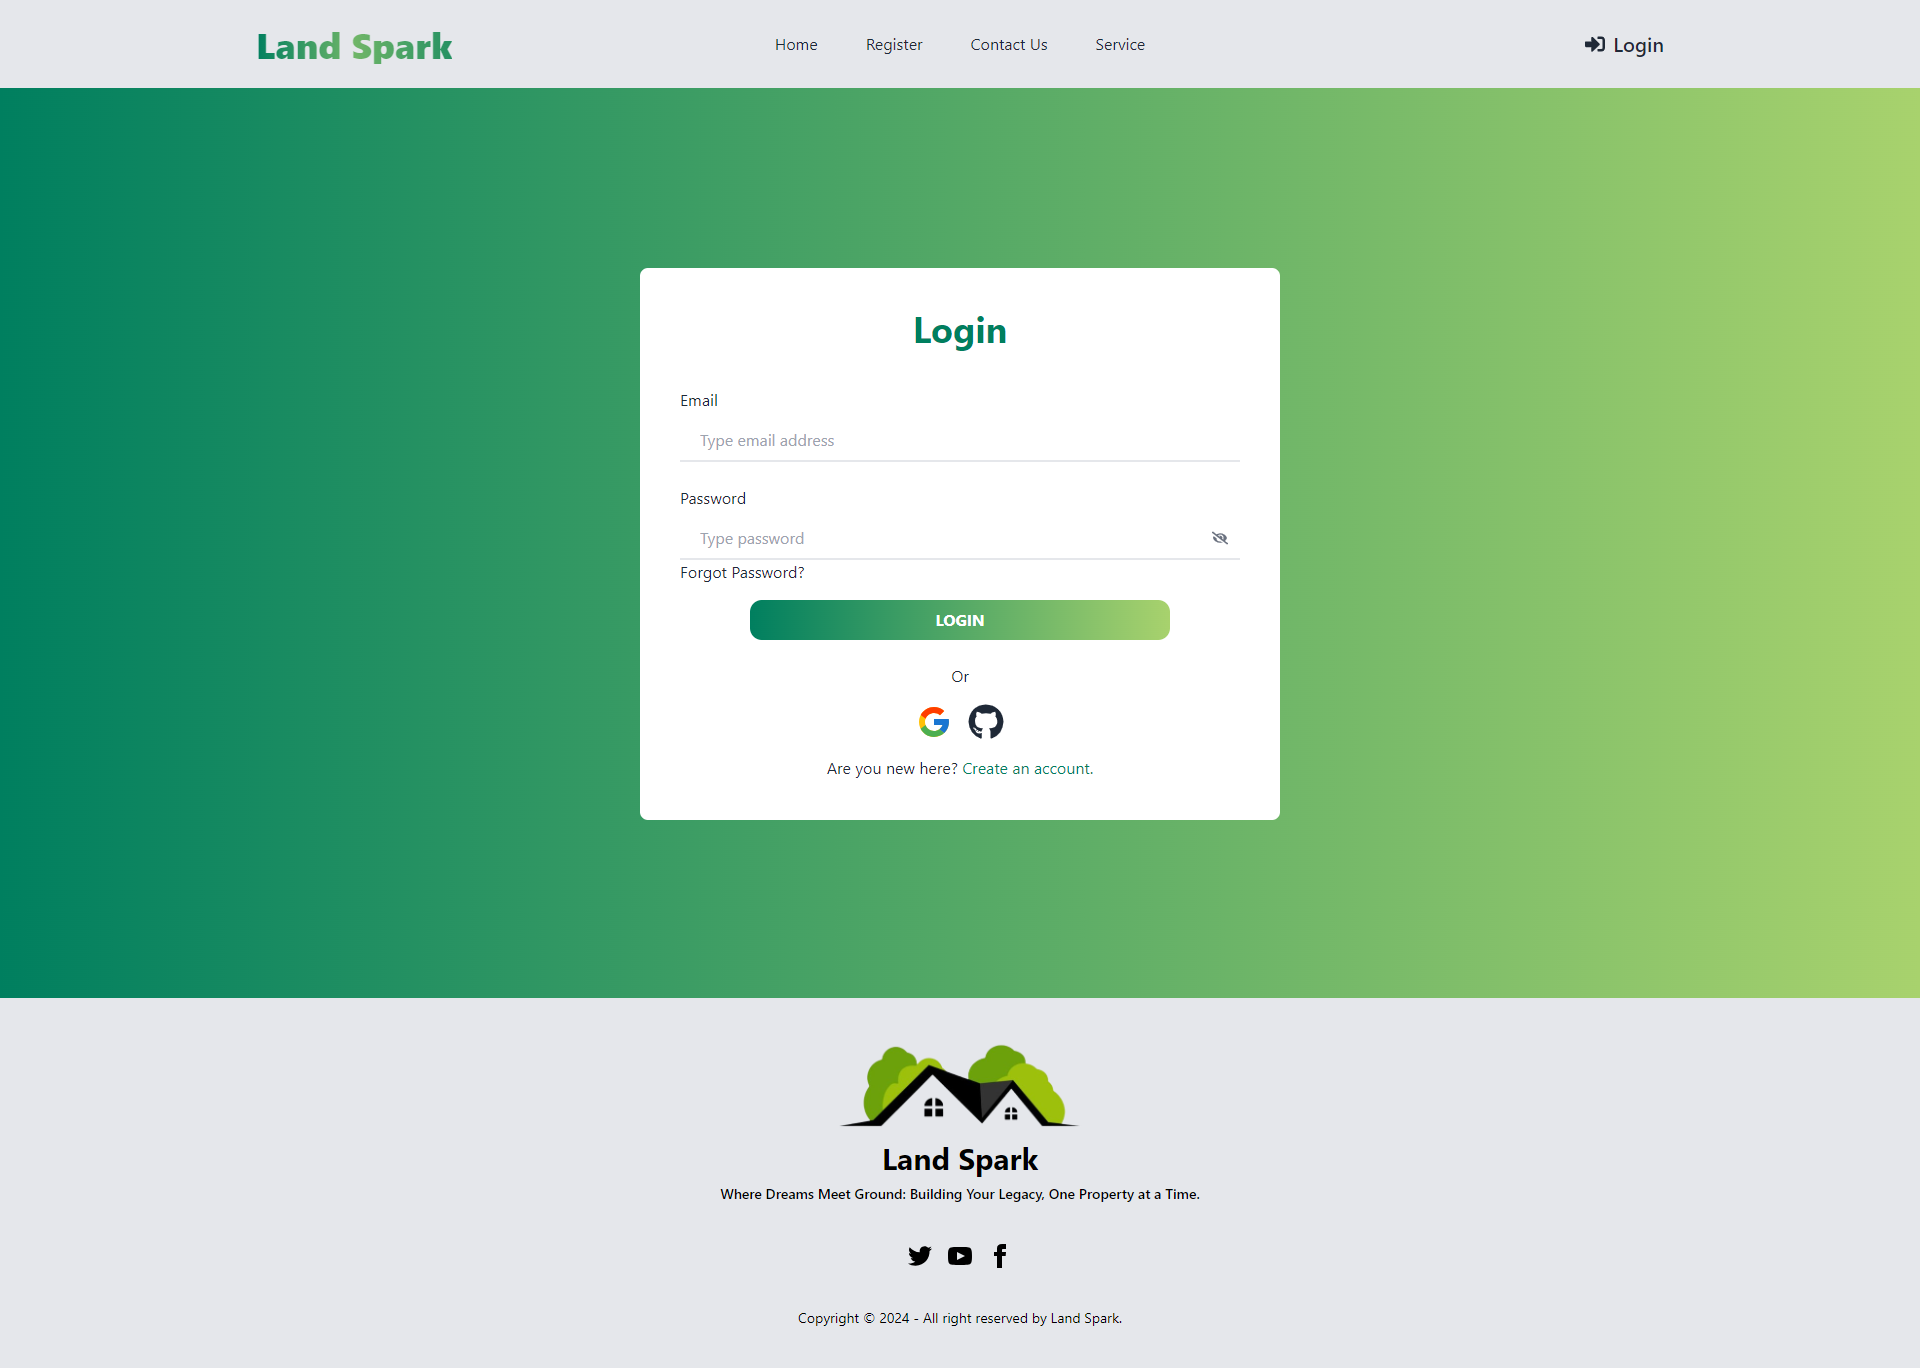 Land Spark
Home Register Contact Us Service
Login
Login
Email
Type email address
Password
Type password
Forgot Password?
LOGIN
Or
Are you new here? Create an account.
Land Spark
Where Dreams Meet Ground: Building Your Legacy, One Property at a Time.
Copyright © 2024 - All right reserved by Land Spark.